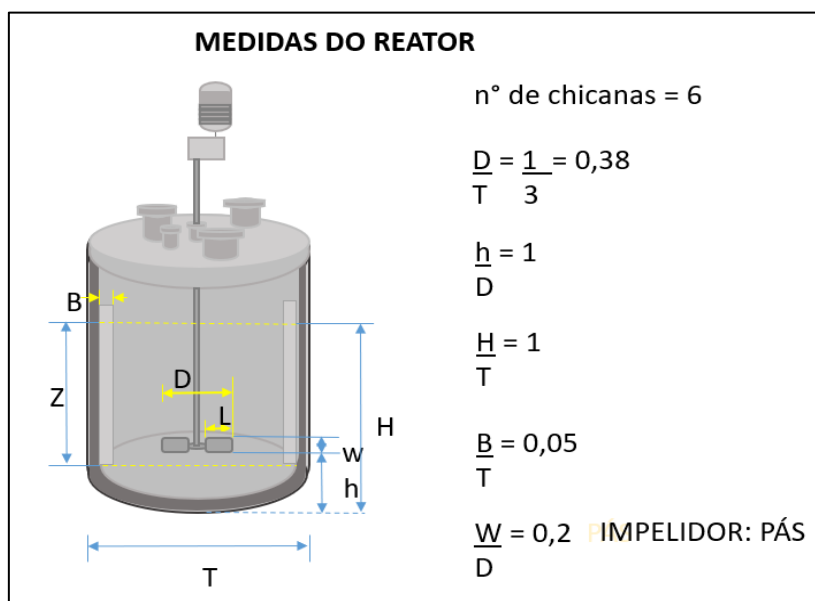 MEDIDAS DO REATOR
n° de chicanas = 6
D = 1 = 0,38
T 3
h = 1
D
H = 1
T
B = 0,05
T
W = 0,2 IMPELIDOR: PÁS
D
B
D
Z
L
H
w
h
T